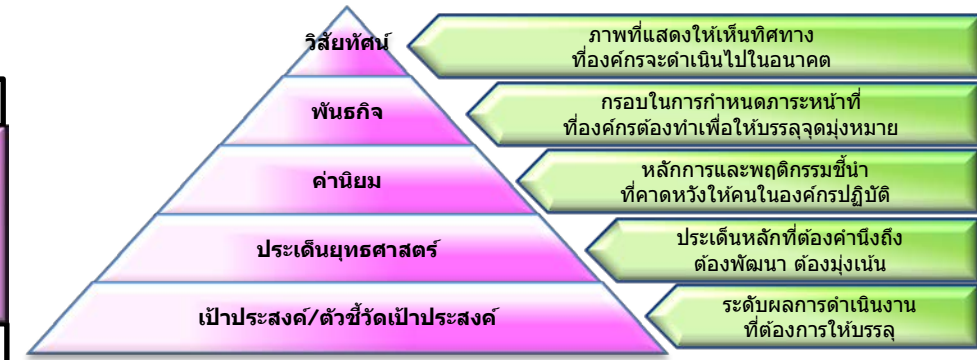 วิสัยทัศน์
ภาพที่แสดงให้เห็นทิศทาง
ที่องค์กรจะดำเนินไปในอนาคต
พันธกิจ
กรอบในการกำหนดภาระหน้าที่
ที่องค์กรต้องทำเพื่อให้บรรลุจุดมุ่งหมาย
ค่านิยม
หลักการและพฤติกรรมชี้นำ
ที่คาดหวังให้คนในองค์กรปฏิบัติ
ประเด็นยุทธศาสตร์
ประเด็นหลักที่ต้องคำนึงถึง
ต้องพัฒนา ต้องมุ่งเน้น
เป้าประสงค์/ตัวชี้วัดเป้าประสงค์
ระดับผลการดำเนินงาน
ที่ต้องการให้บรรลุ